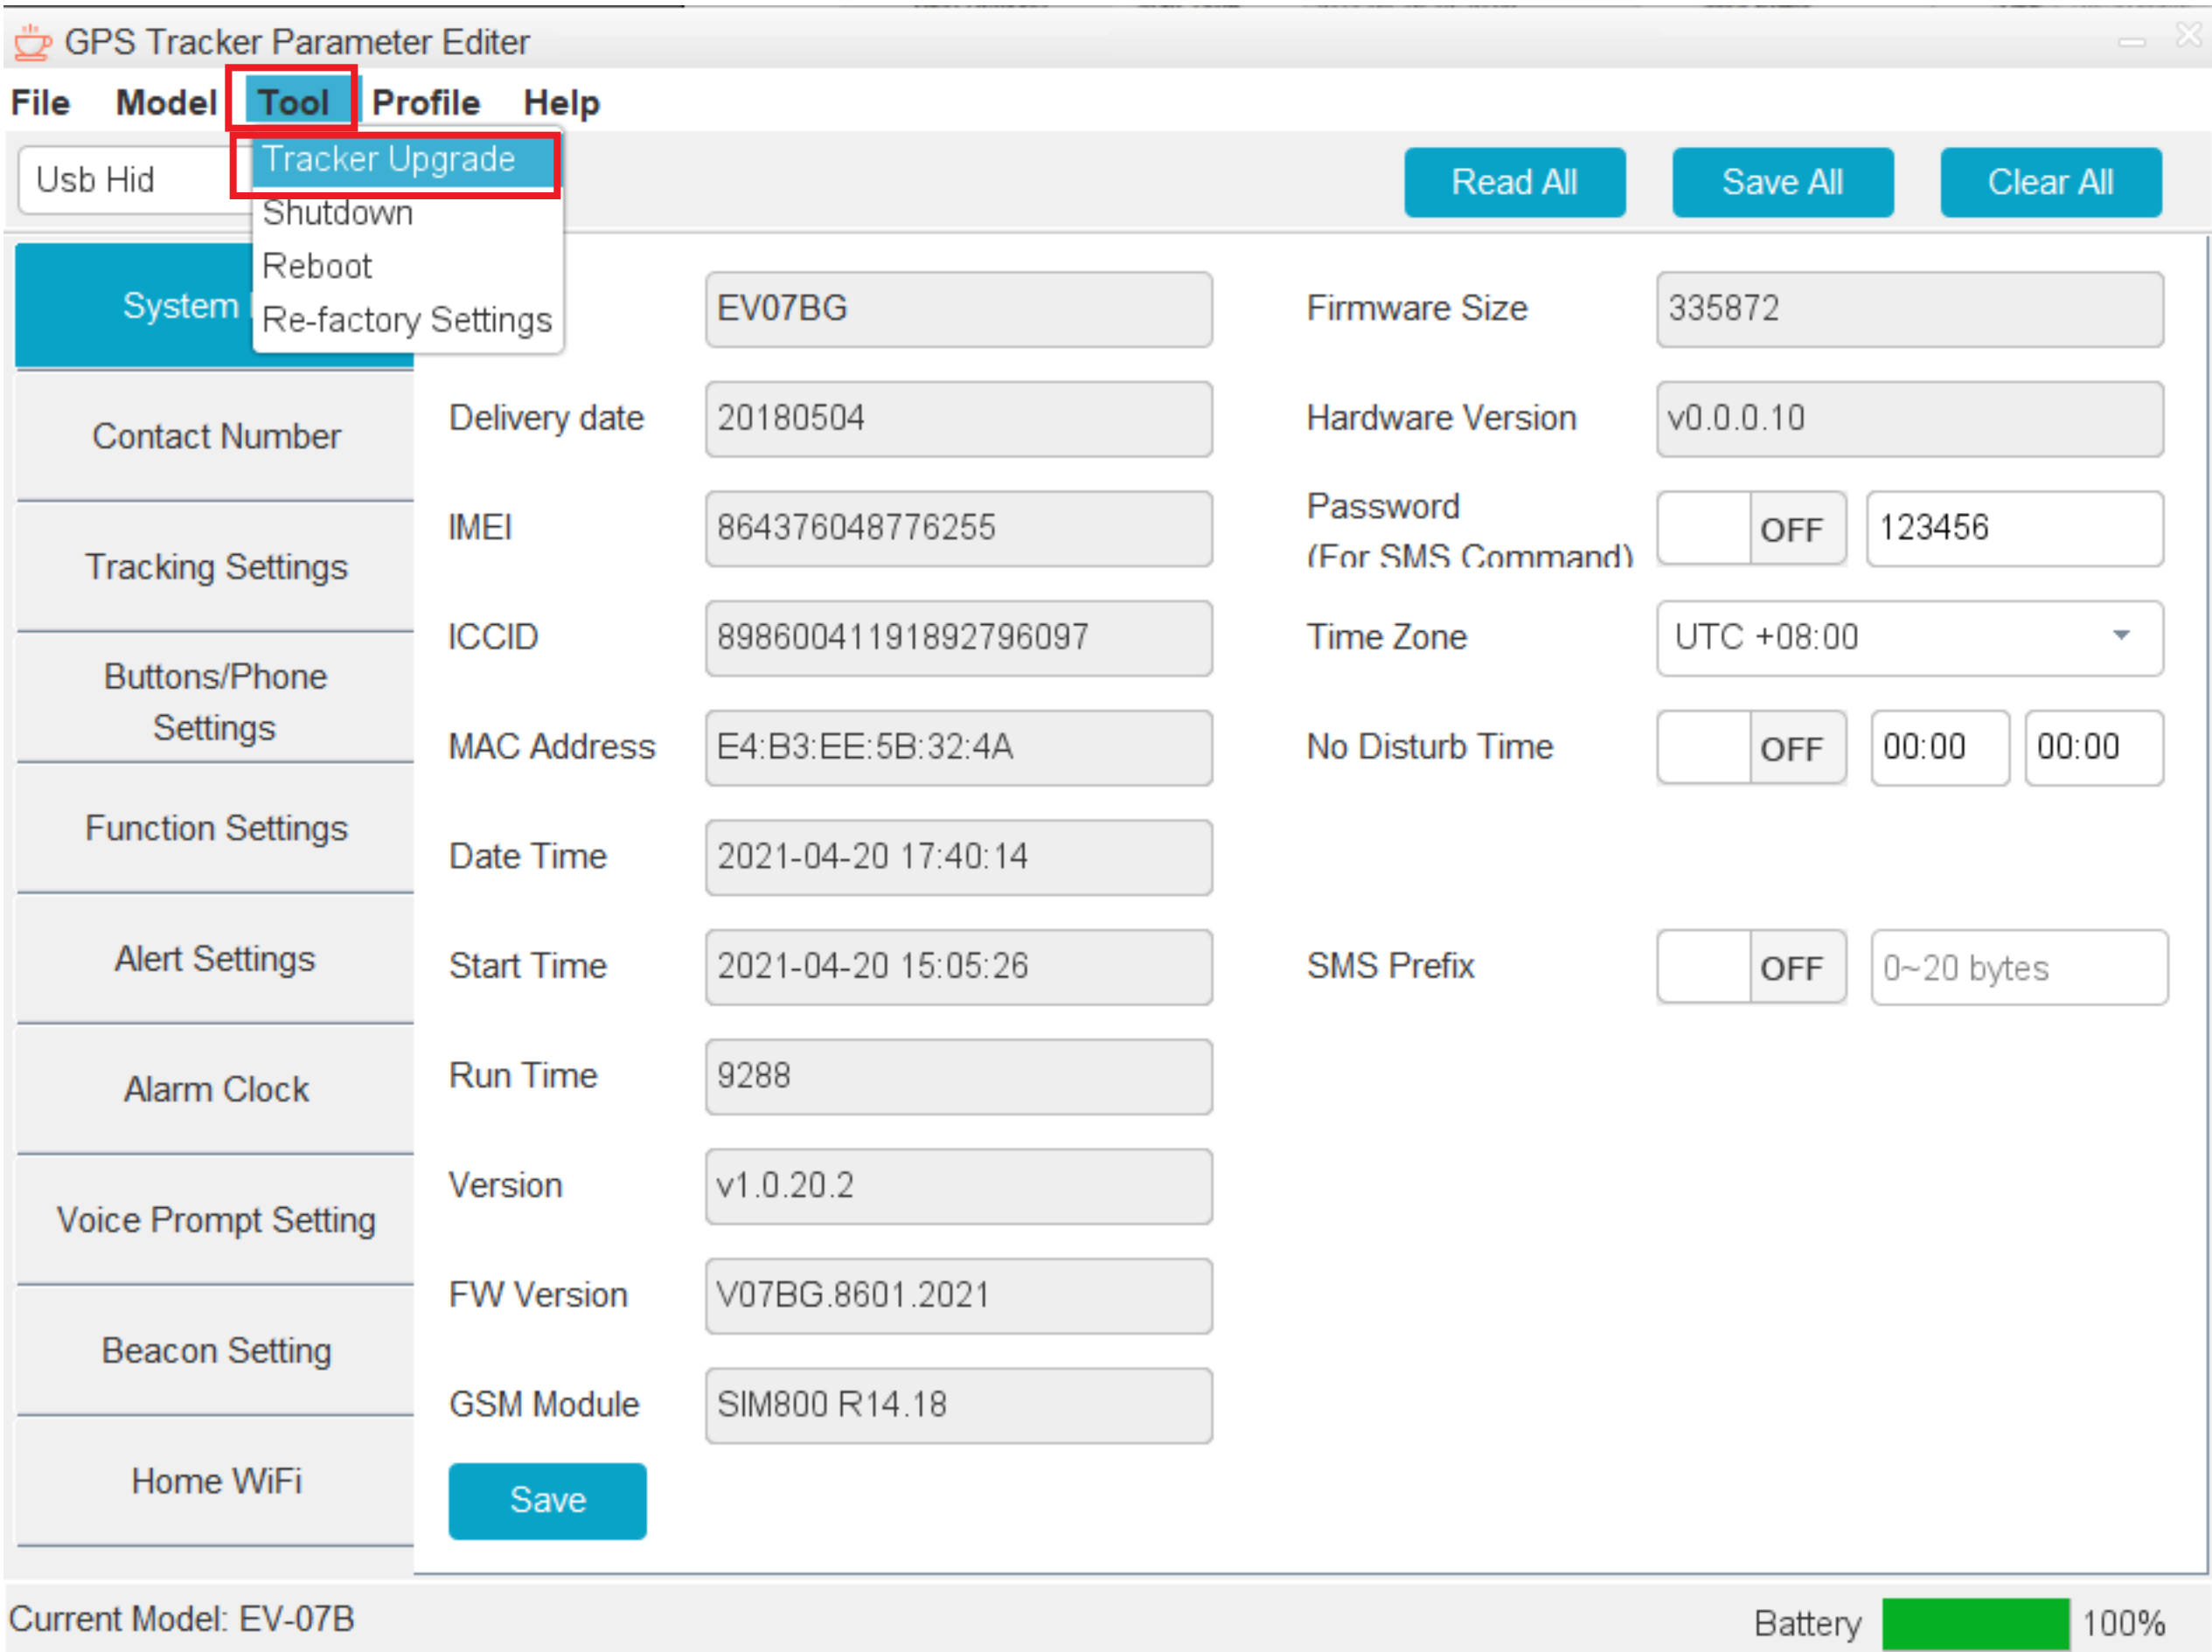 GPS Tracker Parameter Editer
File Model Tool Profile Help
Usb Hid
Tracker Upgrade
Shutdown
Reboot
Re-factory Settings
Read All Save All Clear All
System
Contact Number
Tracking Settings
Buttons/Phone
Settings
Function Settings
Alert Settings
Alarm Clock
Voice Prompt Setting
Beacon Setting
Home WiFi
EV07BG
Delivery date 20180504
IMEI 864376048776255
ICCID 89860041191892796097
MAC Address E4:B3:EE:5B:32:4A
Date Time 2021-04-20 17:40:14
Start Time 2021-04-20 15:05:26
Run Time 9288
Version v1.0.20.2
FW Version V07BG.8601.2021
GSM Module SIM800 R14.18
Save
Firmware Size 335872
Hardware Version v0.0.0.10
Password
(For SMS Command) OFF 123456
Time Zone UTC +08:00
No Disturb Time OFF 00:00 00:00
SMS Prefix OFF 0~20 bytes
Current Model: EV-07B
Battery 100%